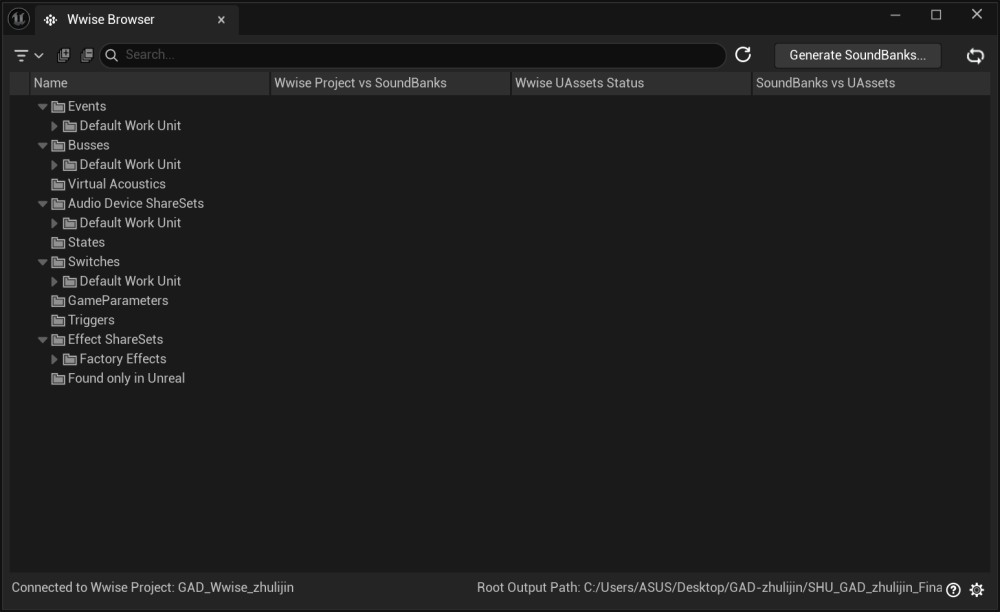 Wwise Browser
Search...
Generate SoundBanks...
Name Wwise Project vs SoundBanks Wwise UAssets Status SoundBanks vs UAssets
Events
Default Work Unit
Busses
Default Work Unit
Virtual Acoustics
Audio Device ShareSets
Default Work Unit
States
Switches
Default Work Unit
GameParameters
Triggers
Effect ShareSets
Factory Effects
Found only in Unreal
Connected to Wwise Project: GAD_Wwise_zhulijin Root Output Path: C:/Users/ASUS/Desktop/GAD-zhulijin/SHU_GAD_zhulijin_Fina